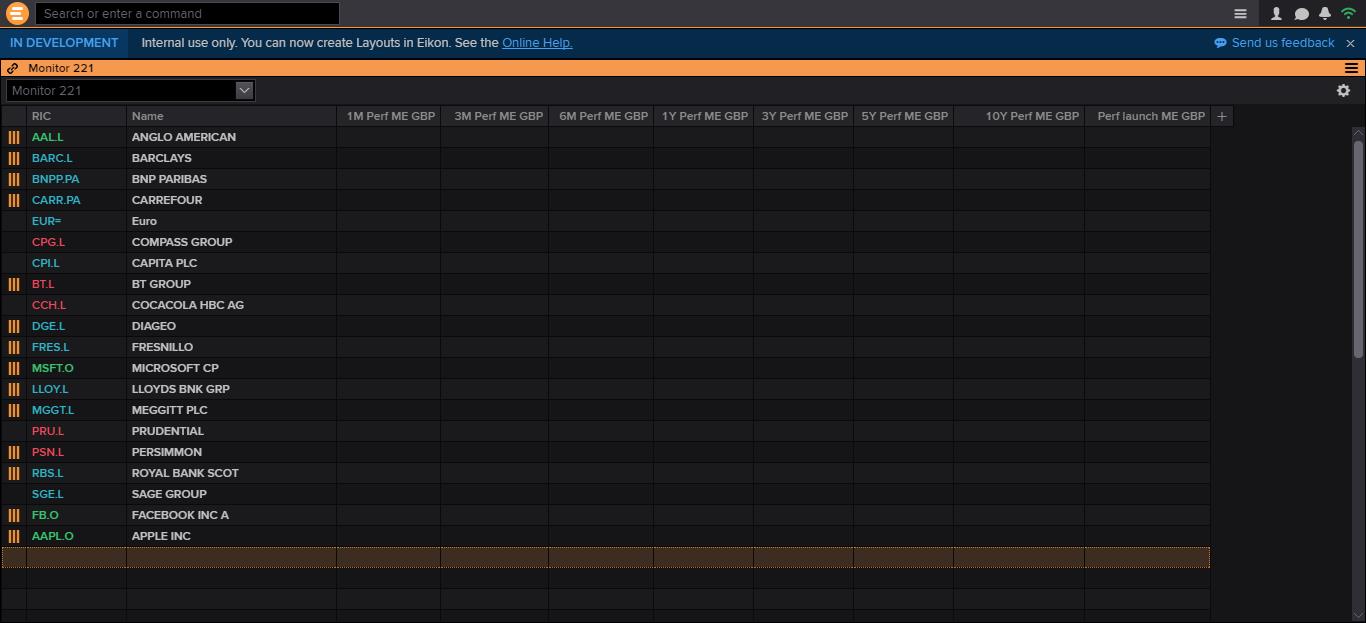 Search or enter a command
IN DEVELOPMENT Internal use only. You can now create Layouts in Eikon. See the Online Help. Send us feedback
Monitor 221
Monitor 221
RIC Name 1M Perf ME GBP 3M Perf ME GBP 6M Perf ME GBP 1Y Perf ME GBP 3Y Perf ME GBP 5Y Perf ME GBP 10Y Perf ME GBP Perf launch ME GBP +
AAL.L ANGLO AMERICAN
BARC.L BARCLAYS
BNPP.PA BNP PARIBAS
CARR.PA CARREFOUR
EUR= Euro
CPG.L COMPASS GROUP
CPI.L CAPITA PLC
BT.L BT GROUP
CCH.L COCACOLA HBC AG
DGE.L DIAGEO
FRES.L FRESNILLO
MSFT.O MICROSOFT CP
LLOY.L LLOYDS BNK GRP
MGGT.L MEGGITT PLC
PRU.L PRUDENTIAL
PSN.L PERSIMMON
RBS.L ROYAL BANK SCOT
SGE.L SAGE GROUP
FB.O FACEBOOK INC A
AAPL.O APPLE INC